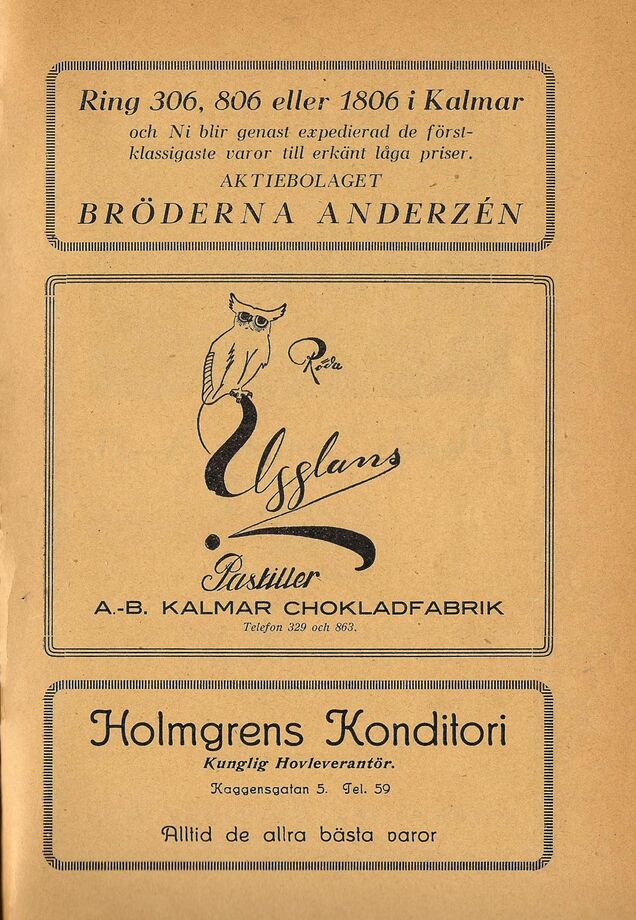 Ring 306, 806 eller 1806 i Kalmar
och Ni blir genast expedierad de först-
klassigaste varor till erkänt låga priser.
AKTIEBOLAGET
BRÖDERNA ANDERZÉN
Röda
Ugglans
Pastiller
A.-B. KALMAR CHOKLADFABRIK
Telefon 329 och 863.
Holmgrens Konditori
Kunglig Hovleverantör.
Kaggensgatan 5. Tel. 59
Alltid de allra bästa varor